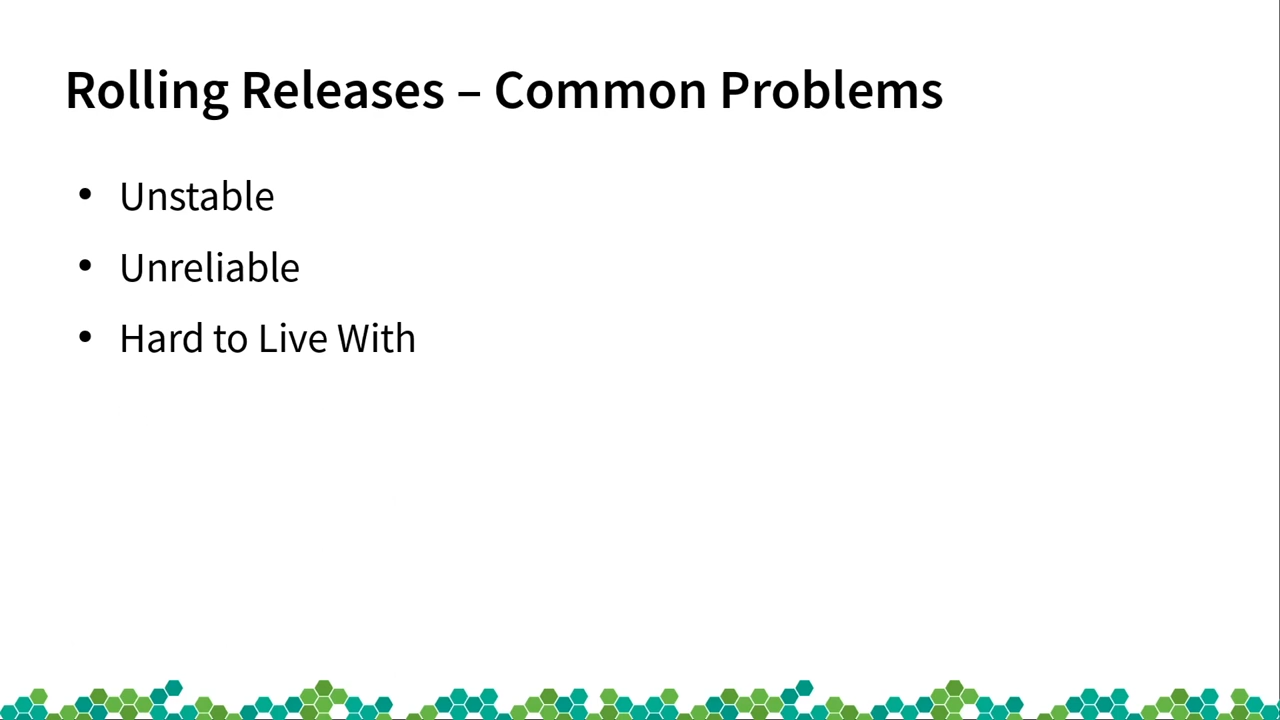 Rolling Releases – Common Problems
• Unstable
• Unreliable
• Hard to Live With